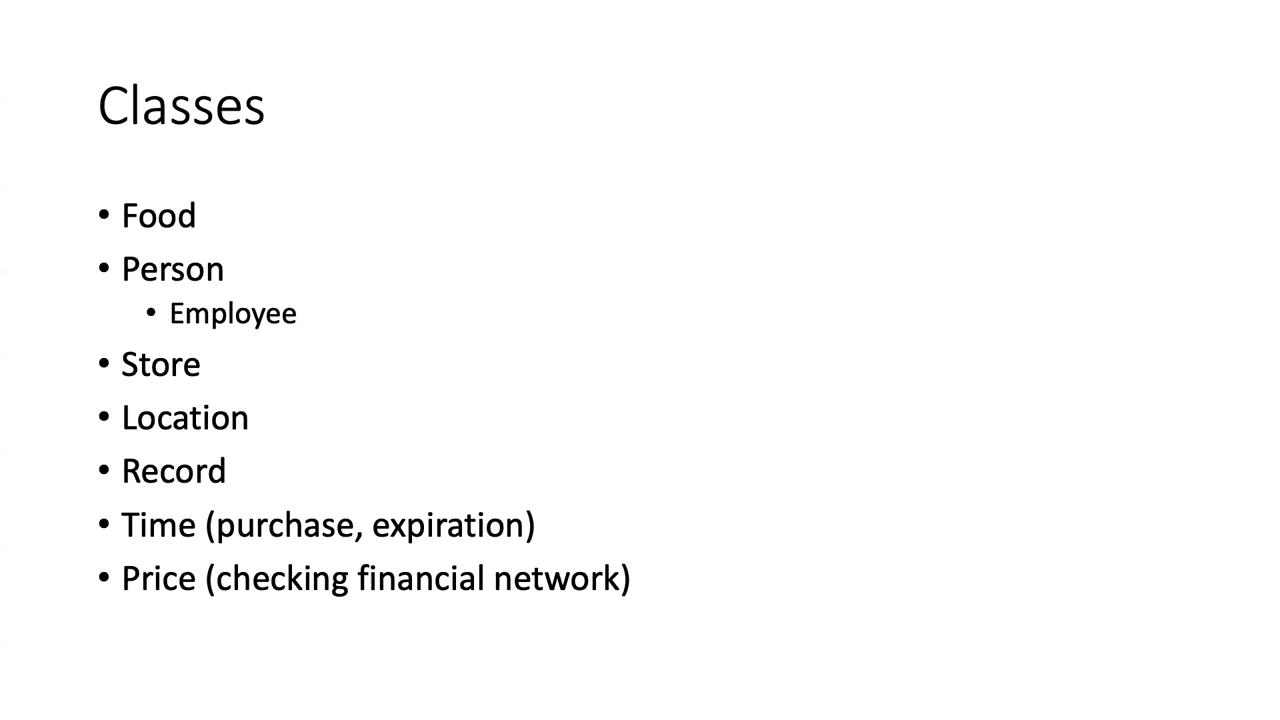 Classes
• Food
• Person
• Employee
• Store
• Location
• Record
• Time (purchase, expiration)
• Price (checking financial network)